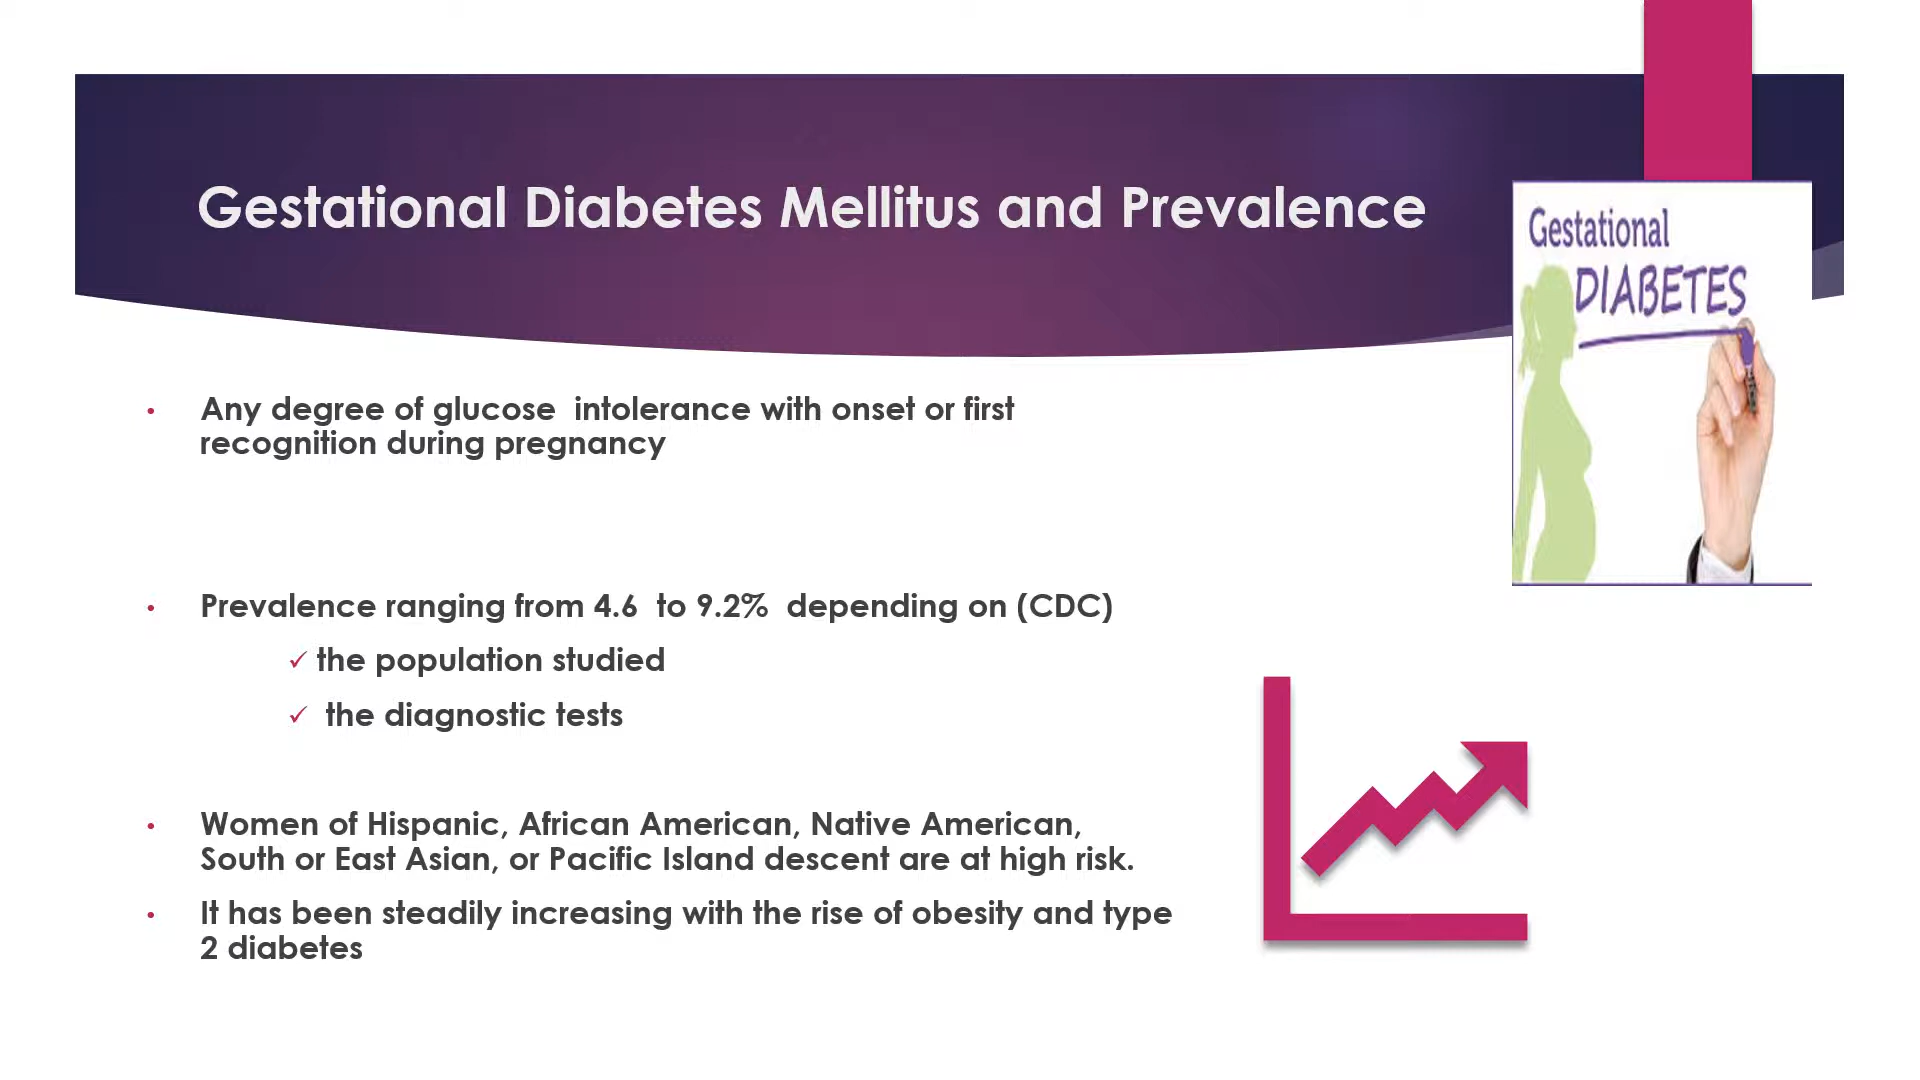 Gestational Diabetes Mellitus and Prevalence
Gestational
DIABETES
• Any degree of glucose intolerance with onset or first
recognition during pregnancy
• Prevalence ranging from 4.6 to 9.2% depending on (CDC)
✓ the population studied
✓ the diagnostic tests
• Women of Hispanic, African American, Native American,
South or East Asian, or Pacific Island descent are at high risk.
• It has been steadily increasing with the rise of obesity and type
2 diabetes